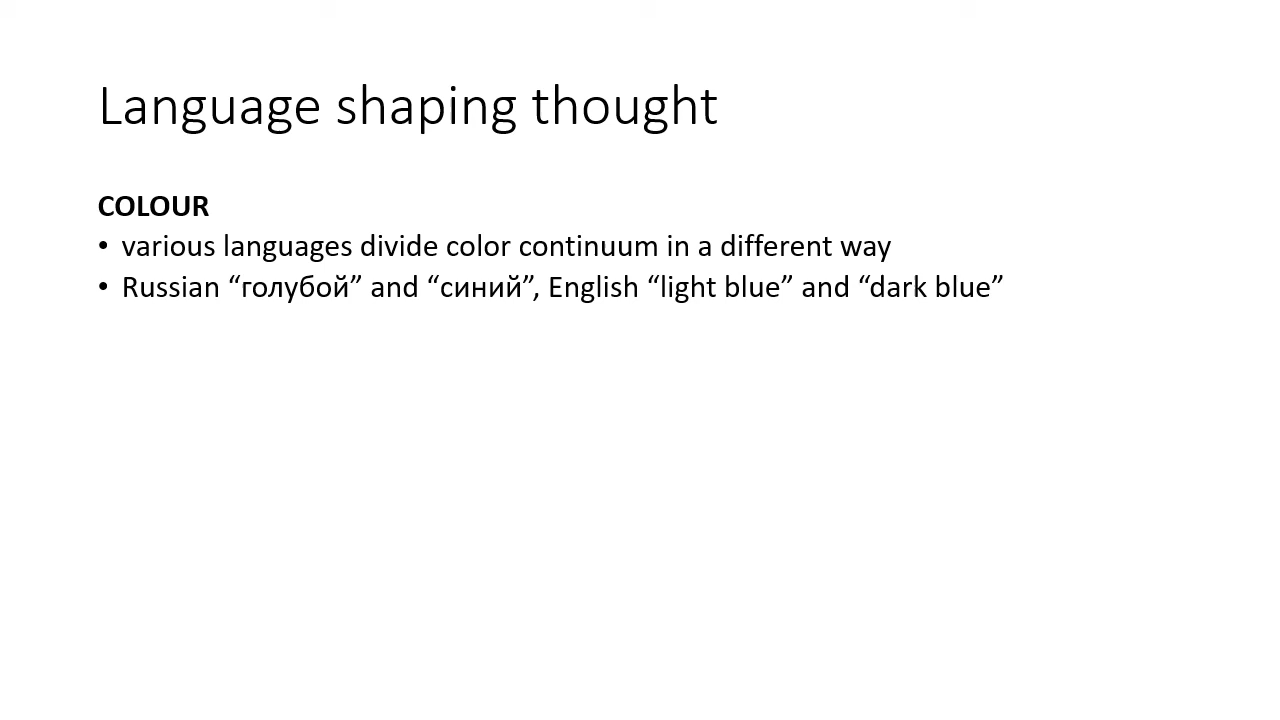 Language shaping thought
COLOUR
• various languages divide color continuum in a different way
• Russian “голубой” and “синий”, English “light blue” and “dark blue”